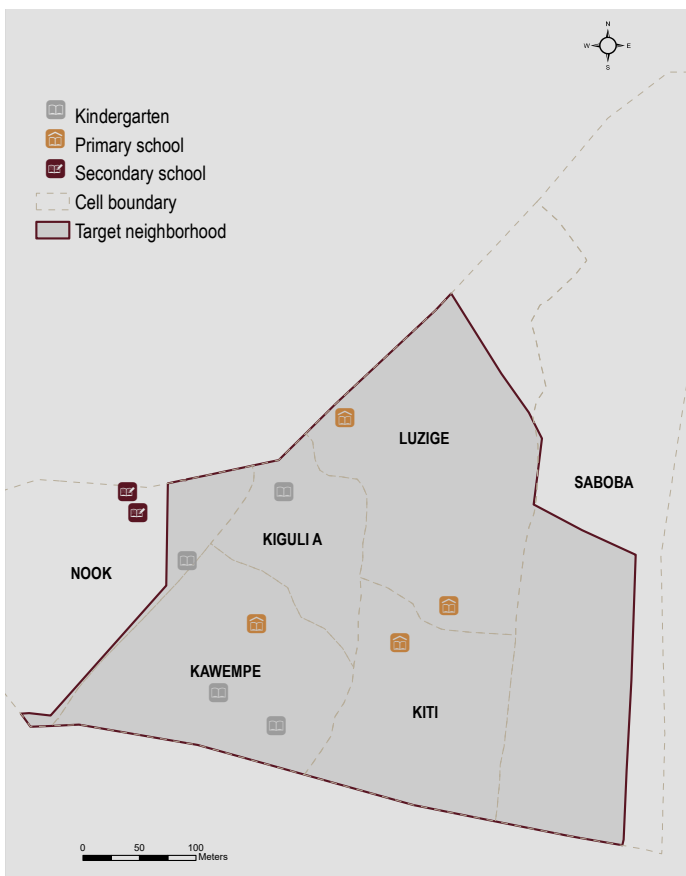 N
W E
S
Kindergarten
Primary school
Secondary school
Cell boundary
Target neighborhood
LUZIGE
SABOBA
KIGULI A
NOOK
KAWEMPE
KITI
0 50 100
Meters